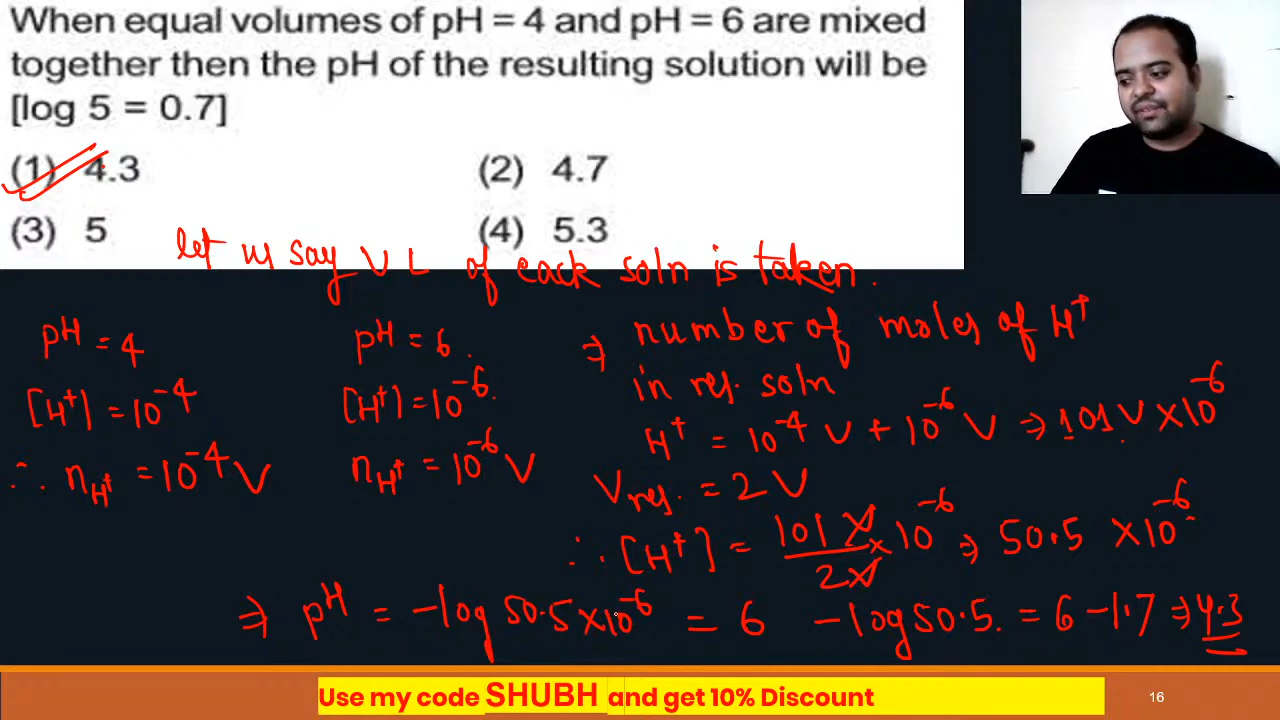 When equal volumes of pH = 4 and pH = 6 are mixed
together then the pH of the resulting solution will be
[log 5 = 0.7]
(1) 4.3
(2) 4.7
(3) 5
(4) 5.3
let us say V L of each soln is taken.
pH = 4
[H⁺] = 10⁻⁴
∴ n_H⁺ = 10⁻⁴ V
pH = 6.
[H⁺] = 10⁻⁶.
n_H⁺ = 10⁻⁶ V
⇒ number of moles of H⁺
in res. soln
H⁺ = 10⁻⁴ V + 10⁻⁶ V ⇒ 101 V × 10⁻⁶
V_res. = 2 V
∴ [H⁺] = 101 V / 2V × 10⁻⁶ ⇒ 50.5 × 10⁻⁶
⇒ pH = -log 50.5 × 10⁻⁶ = 6 - log 50.5. = 6 - 1.7 ⇒ 4.3
Use my code SHUBH and get 10% Discount
16